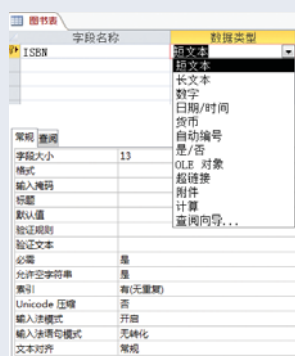 图书表
字段名称 数据类型
ISBN 短文本
短文本
长文本
数字
日期/时间
货币
自动编号
是/否
OLE 对象
超链接
附件
计算
查阅向导...
常规 查阅
字段大小 13
格式
输入掩码
标题
默认值
验证规则
验证文本
必需 是
允许空字符串 是
索引 有(无重复)
Unicode 压缩 否
输入法模式 开启
输入法语句模式 无转化
文本对齐 常规